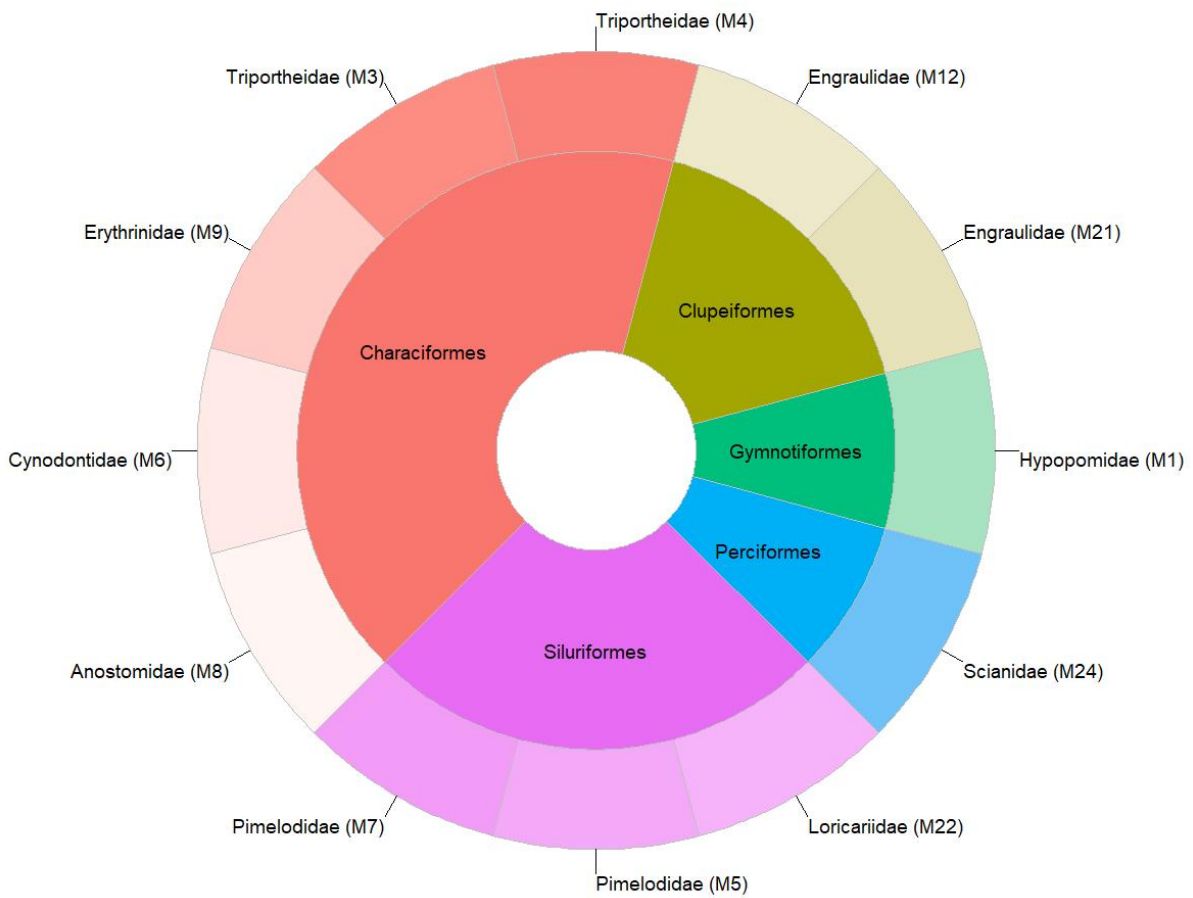 Triportheidae (M4)
Triportheidae (M3)
Engraulidae (M12)
Erythrinidae (M9)
Engraulidae (M21)
Clupeiformes
Characiformes
Gymnotiformes
Cynodontidae (M6)
Hypopomidae (M1)
Perciformes
Siluriformes
Anostomidae (M8)
Scianidae (M24)
Pimelodidae (M7)
Loricariidae (M22)
Pimelodidae (M5)